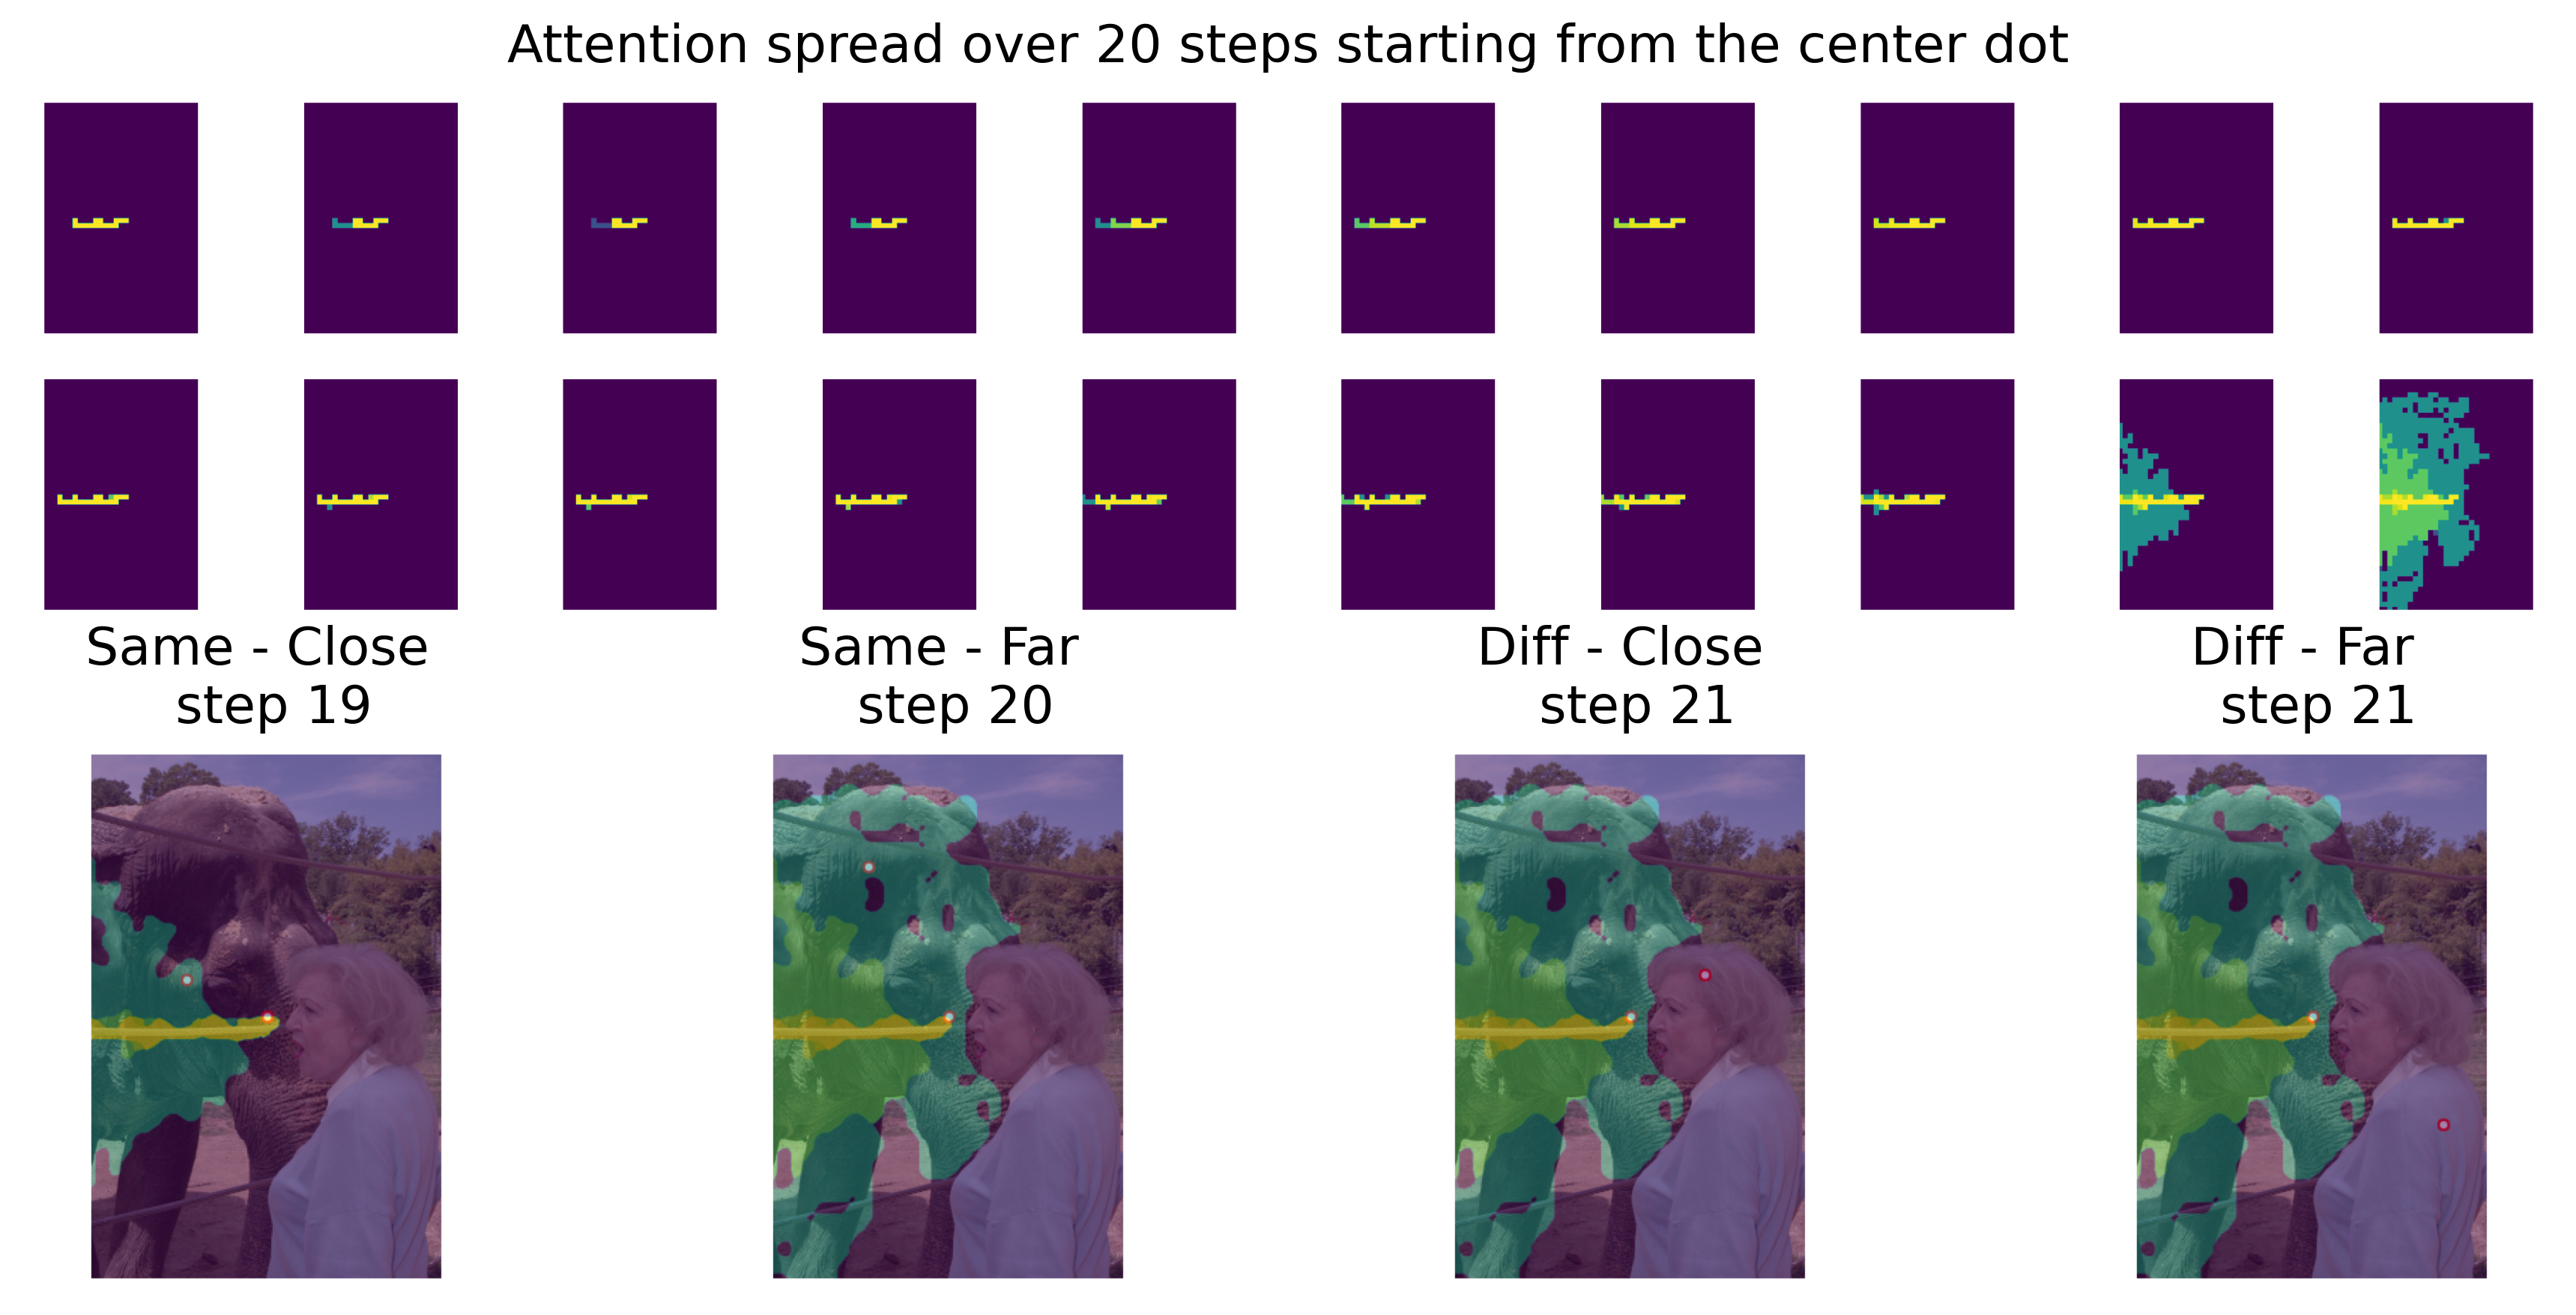 Attention spread over 20 steps starting from the center dot
Same - Close
step 19
Same - Far
step 20
Diff - Close
step 21
Diff - Far
step 21